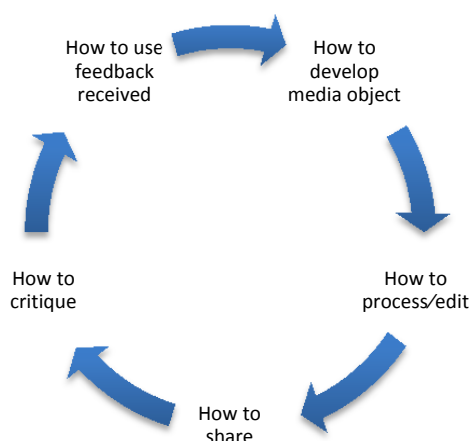 How to use
feedback
received
How to
develop
media object
How to
process/edit
How to
share
How to
critique